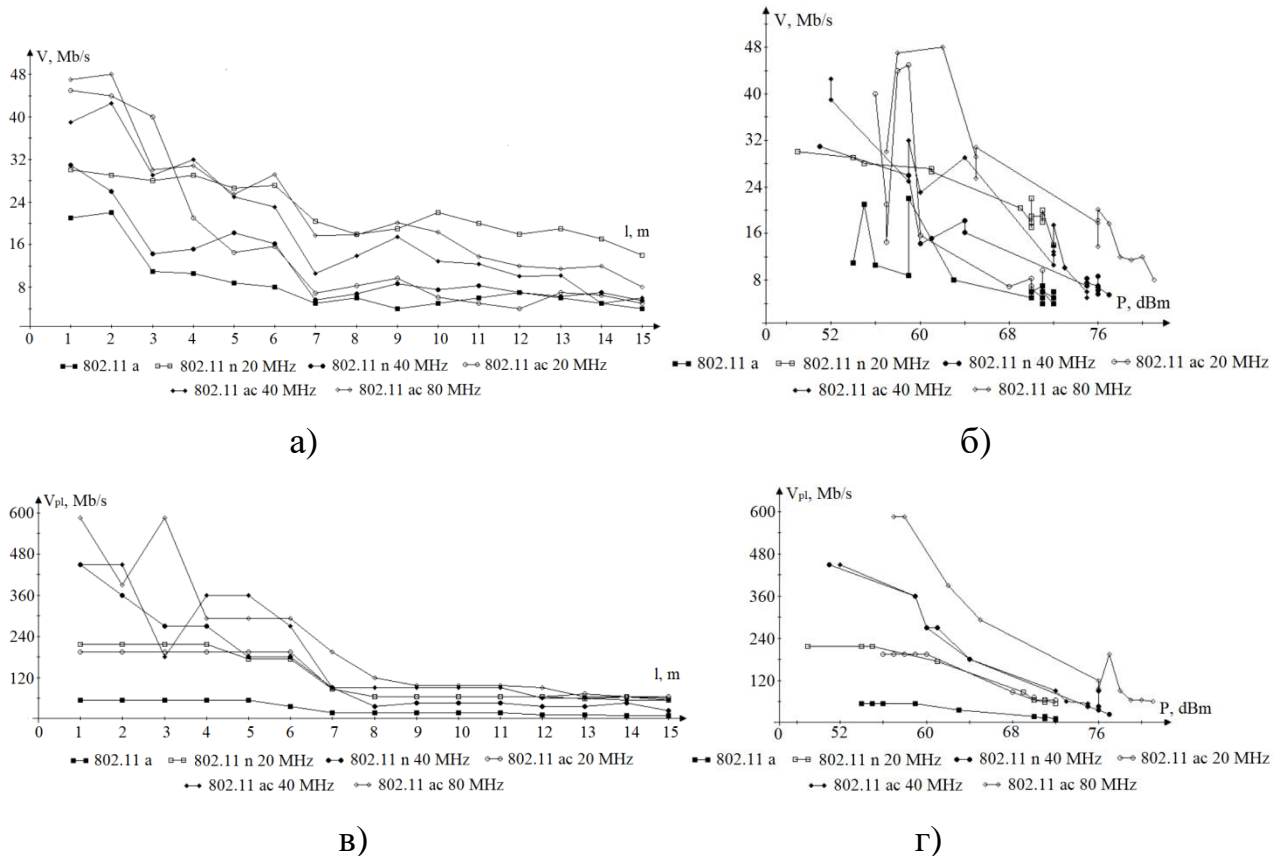 V, Mb/s
48
40
32
24
16
8
0
1 2 3 4 5 6 7 8 9 10 11 12 13 14 15
l, m
802.11 a 802.11 n 20 MHz 802.11 n 40 MHz 802.11 ac 20 MHz
802.11 ac 40 MHz 802.11 ac 80 MHz
а)
V, Mb/s
48
40
32
24
16
8
0 52 60 68 76
P, dBm
802.11 a 802.11 n 20 MHz 802.11 n 40 MHz 802.11 ac 20 MHz
802.11 ac 40 MHz 802.11 ac 80 MHz
б)
Vpl, Mb/s
600
480
360
240
120
0
1 2 3 4 5 6 7 8 9 10 11 12 13 14 15
l, m
802.11 a 802.11 n 20 MHz 802.11 n 40 MHz 802.11 ac 20 MHz
802.11 ac 40 MHz 802.11 ac 80 MHz
в)
Vpl, Mb/s
600
480
360
240
120
0 52 60 68 76
P, dBm
802.11 a 802.11 n 20 MHz 802.11 n 40 MHz 802.11 ac 20 MHz
802.11 ac 40 MHz 802.11 ac 80 MHz
г)